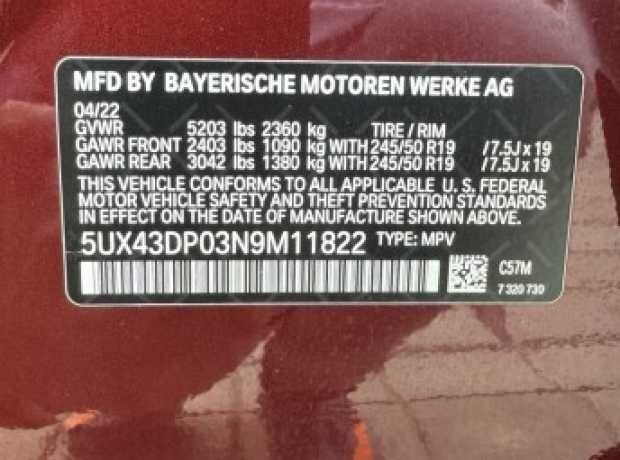 MFD BY BAYERISCHE MOTOREN WERKE AG
04/22
GVWR 5203 lbs 2360 kg TIRE / RIM
GAWR FRONT 2403 lbs 1090 kg WITH 245/50 R19 /7.5J x 19
GAWR REAR 3042 lbs 1380 kg WITH 245/50 R19 /7.5J x 19
THIS VEHICLE CONFORMS TO ALL APPLICABLE U. S. FEDERAL
MOTOR VEHICLE SAFETY AND THEFT PREVENTION STANDARDS
IN EFFECT ON THE DATE OF MANUFACTURE SHOWN ABOVE.
5UX43DP03N9M11822 TYPE: MPV
C57M
7 320 730